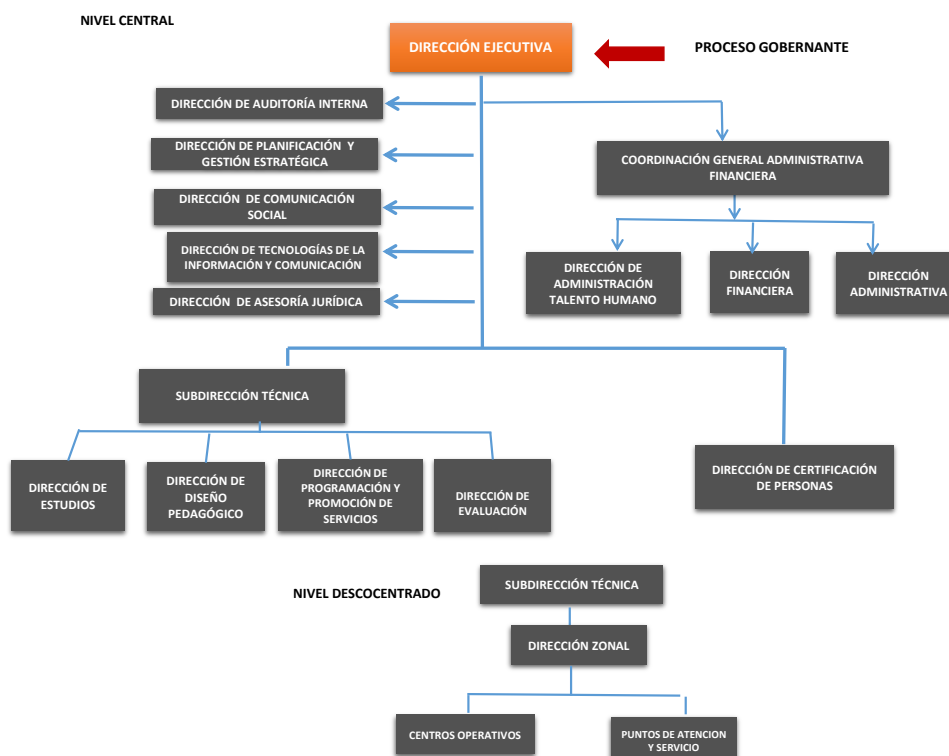 NIVEL CENTRAL
DIRECCIÓN EJECUTIVA
PROCESO GOBERNANTE
DIRECCIÓN DE AUDITORÍA INTERNA
DIRECCIÓN DE PLANIFICACIÓN Y
GESTIÓN ESTRATÉGICA
COORDINACIÓN GENERAL ADMINISTRATIVA
FINANCIERA
DIRECCIÓN DE COMUNICACIÓN
SOCIAL
DIRECCIÓN DE TECNOLOGÍAS DE LA
INFORMACIÓN Y COMUNICACIÓN
DIRECCIÓN DE ASESORÍA JURÍDICA
DIRECCIÓN DE
ADMINISTRACIÓN
TALENTO HUMANO
DIRECCIÓN
FINANCIERA
DIRECCIÓN
ADMINISTRATIVA
SUBDIRECCIÓN TÉCNICA
DIRECCIÓN DE
ESTUDIOS
DIRECCIÓN DE
DISEÑO
PEDAGÓGICO
DIRECCIÓN DE
PROGRAMACIÓN Y
PROMOCIÓN DE
SERVICIOS
DIRECCIÓN DE
EVALUACIÓN
DIRECCIÓN DE CERTIFICACIÓN
DE PERSONAS
NIVEL DESCOCENTRADO
SUBDIRECCIÓN TÉCNICA
DIRECCIÓN ZONAL
CENTROS OPERATIVOS
PUNTOS DE ATENCION
Y SERVICIO